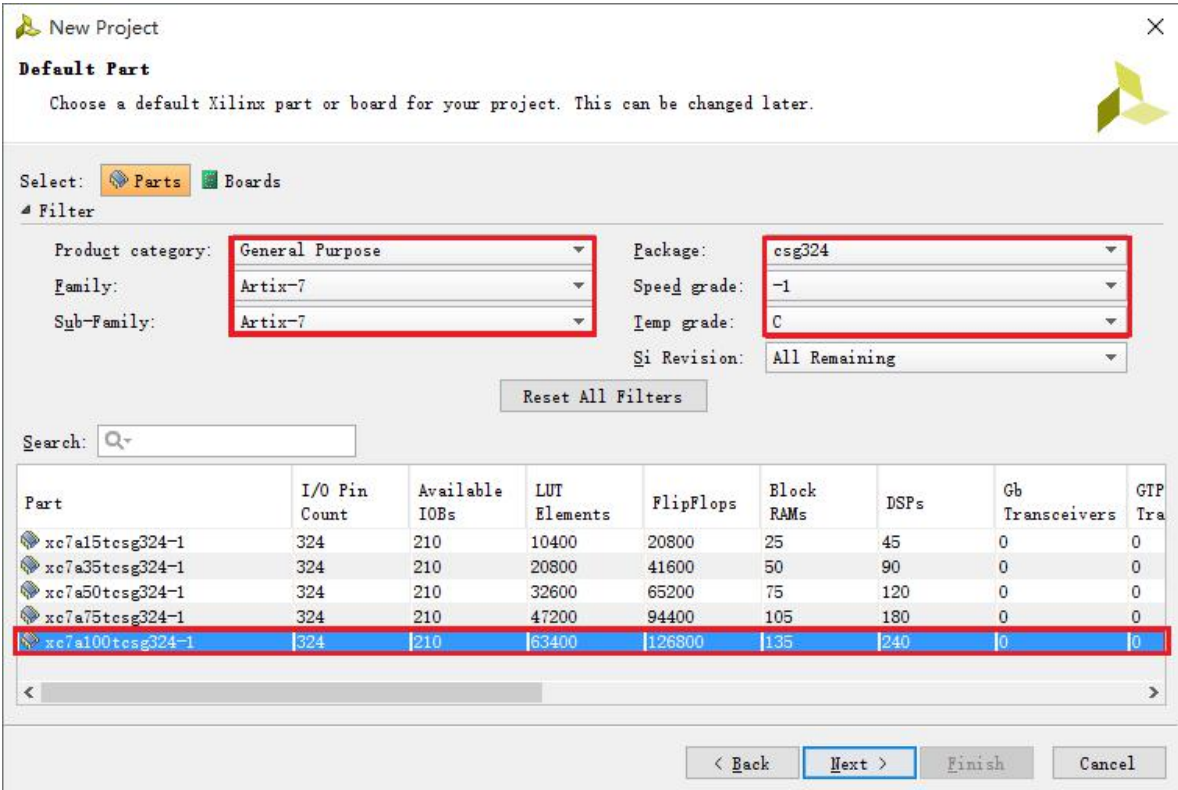 New Project
Default Part
Choose a default Xilinx part or board for your project. This can be changed later.
Select: Parts Boards
Filter
Product category: General Purpose Package: csg324
Family: Artix-7 Speed grade: -1
Sub-Family: Artix-7 Temp grade: C
Si Revision: All Remaining
Reset All Filters
Search:
Part I/O Pin Count Available IOBs LUT Elements FlipFlops Block RAMs DSPs Gb Transceivers GTP Tra
xc7a15tcsg324-1 324 210 10400 20800 25 45 0 0
xc7a35tcsg324-1 324 210 20800 41600 50 90 0 0
xc7a50tcsg324-1 324 210 32600 65200 75 120 0 0
xc7a75tcsg324-1 324 210 47200 94400 105 180 0 0
xc7a100tcsg324-1 324 210 63400 126800 135 240 0 0
< Back Next > Finish Cancel